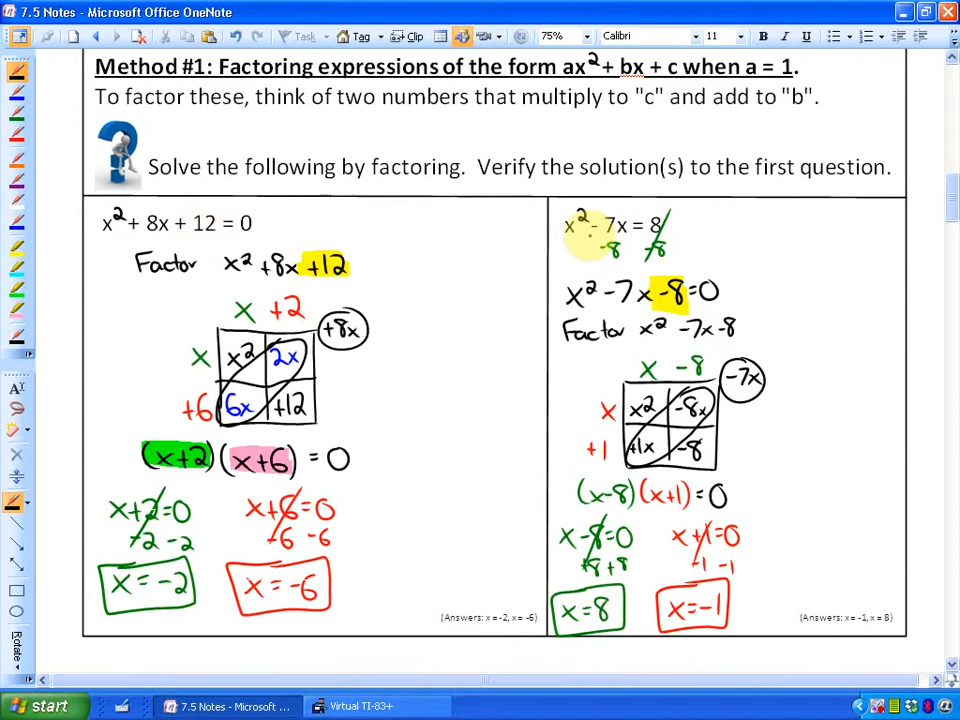 7.5 Notes - Microsoft Office OneNote
Task Tag Clip 75% Calibri 11 B I U
Method #1: Factoring expressions of the form ax² + bx + c when a = 1.
To factor these, think of two numbers that multiply to "c" and add to "b".
Solve the following by factoring. Verify the solution(s) to the first question.
x² + 8x + 12 = 0
Factor x² +8x +12
x +2
+8x
x x² 2x
+6 6x +12
(x+2)(x+6) = 0
x+2=0 x+6=0
-2 -2 -6 -6
x = -2 x = -6
(Answers: x = -2, x = -6)
x² - 7x = 8
-8 -8
x² -7x -8 = 0
Factor x² -7x -8
x -8
-7x
x x² -8x
+1 +1x -8
(x-8)(x+1) = 0
x-8=0 x+1=0
+8 +8 -1 -1
x=8 x=-1
(Answers: x = -1, x = 8)
Rotate
start 7.5 Notes - Microsoft ... Virtual TI-83+